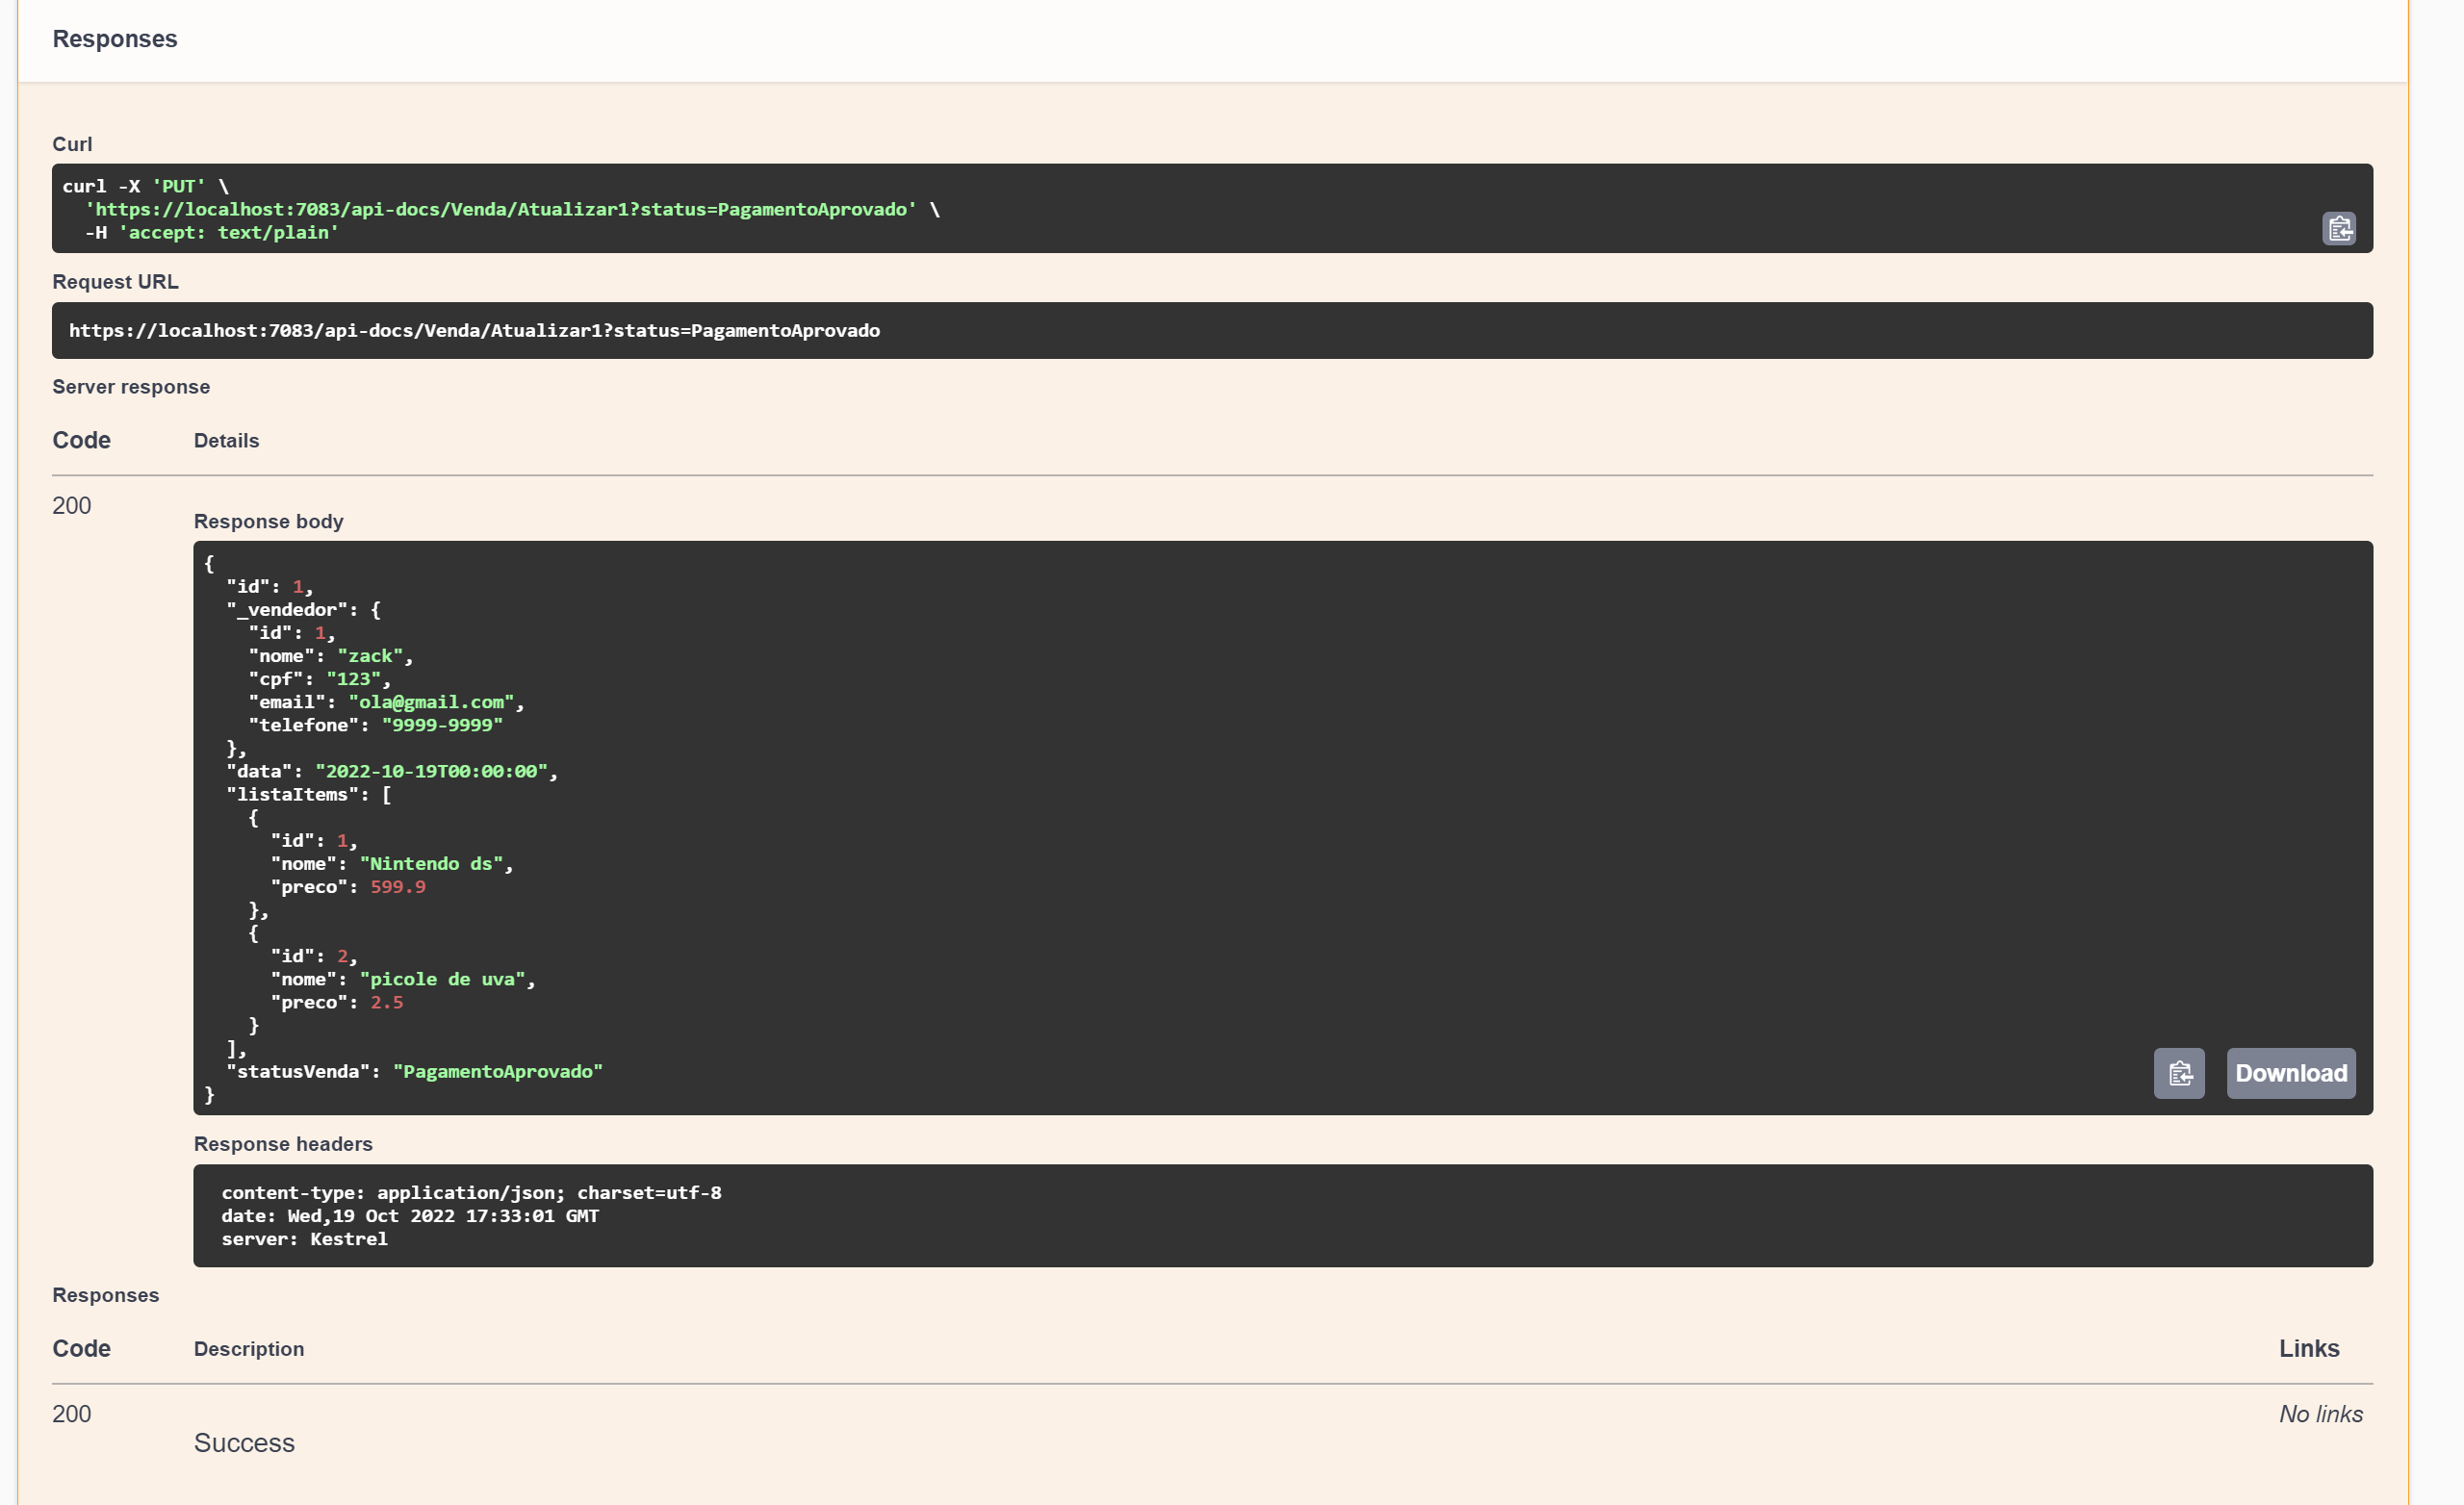 Responses
Curl
curl -X 'PUT' \
  'https://localhost:7083/api-docs/Venda/Atualizar1?status=PagamentoAprovado' \
  -H 'accept: text/plain'
Request URL
https://localhost:7083/api-docs/Venda/Atualizar1?status=PagamentoAprovado
Server response
Code Details
200
Response body
{
  "id": 1,
  "_vendedor": {
    "id": 1,
    "nome": "zack",
    "cpf": "123",
    "email": "ola@gmail.com",
    "telefone": "9999-9999"
  },
  "data": "2022-10-19T00:00:00",
  "listaItems": [
    {
      "id": 1,
      "nome": "Nintendo ds",
      "preco": 599.9
    },
    {
      "id": 2,
      "nome": "picole de uva",
      "preco": 2.5
    }
  ],
  "statusVenda": "PagamentoAprovado"
}
Download
Response headers
content-type: application/json; charset=utf-8
date: Wed,19 Oct 2022 17:33:01 GMT
server: Kestrel
Responses
Code Description Links
200 No links
Success